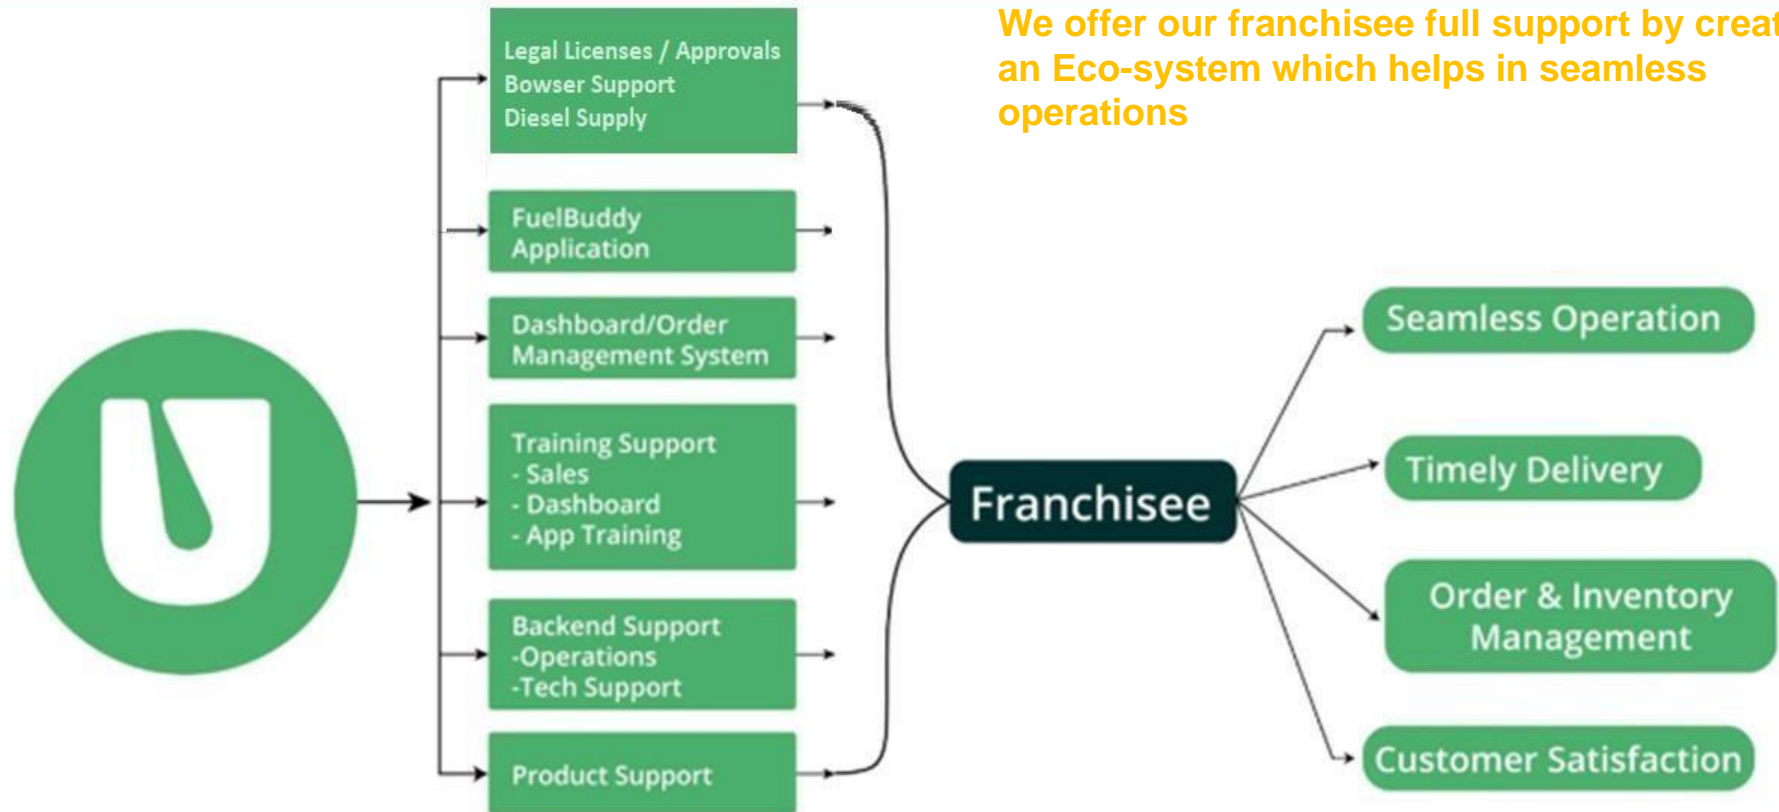 We offer our franchisee full support by creat
an Eco-system which helps in seamless
operations
Legal Licenses / Approvals
Bowser Support
Diesel Supply
FuelBuddy
Application
Dashboard/Order
Management System
Training Support
- Sales
- Dashboard
- App Training
Backend Support
-Operations
-Tech Support
Product Support
Franchisee
Seamless Operation
Timely Delivery
Order & Inventory
Management
Customer Satisfaction